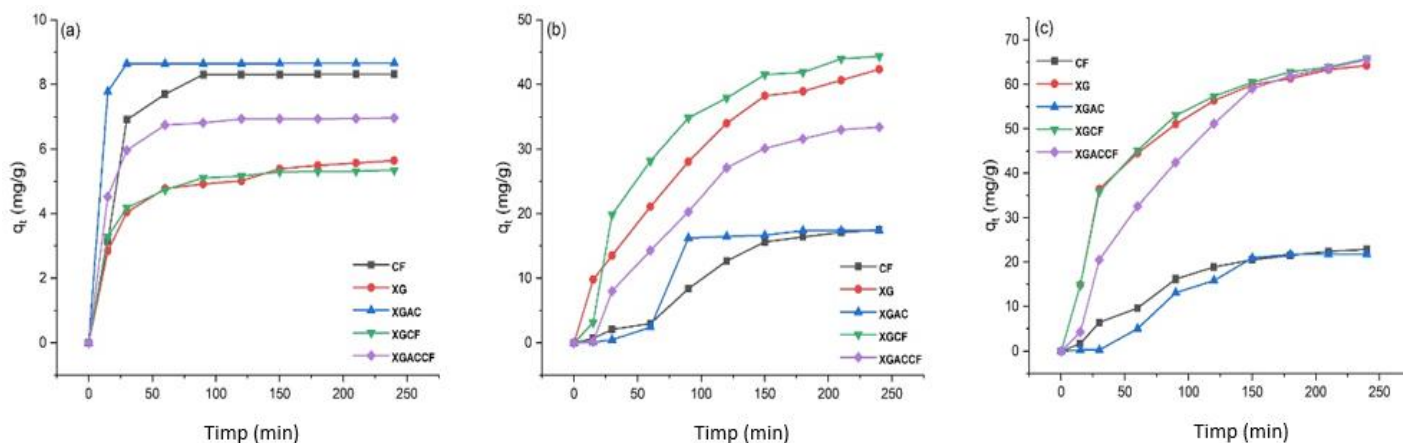 (a)
10
8
6
4
2
0
qt (mg/g)
CF
XG
XGAC
XGCF
XGACCF
0 50 100 150 200 250
Timp (min)
(b)
50
40
30
20
10
0
qt (mg/g)
CF
XG
XGAC
XGCF
XGACCF
0 50 100 150 200 250
Timp (min)
(c)
70
60
50
40
30
20
10
0
qt (mg/g)
CF
XG
XGAC
XGCF
XGACCF
0 50 100 150 200 250
Timp (min)